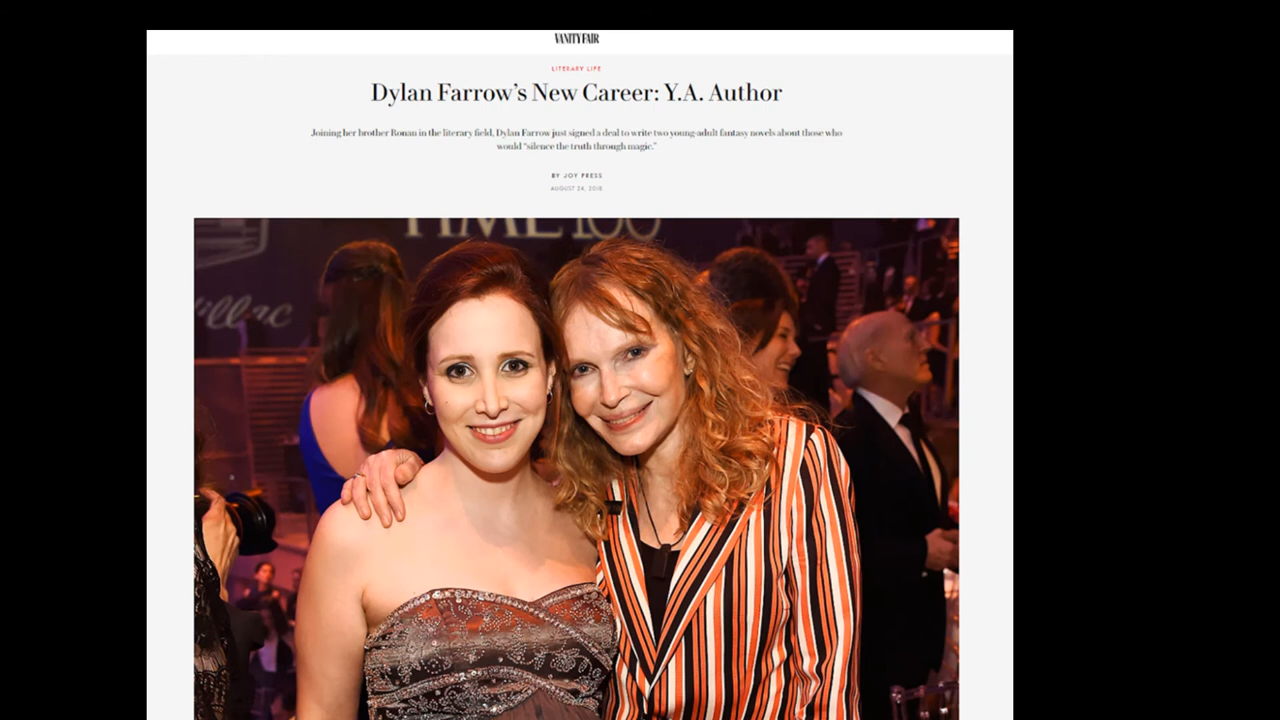 VANITY FAIR
LITERARY LIFE
Dylan Farrow’s New Career: Y.A. Author
Joining her brother Ronan in the literary field, Dylan Farrow just signed a deal to write two young-adult fantasy novels about those who
would “silence the truth through magic.”
BY JOY PRESS
AUGUST 24, 2018
TIME100